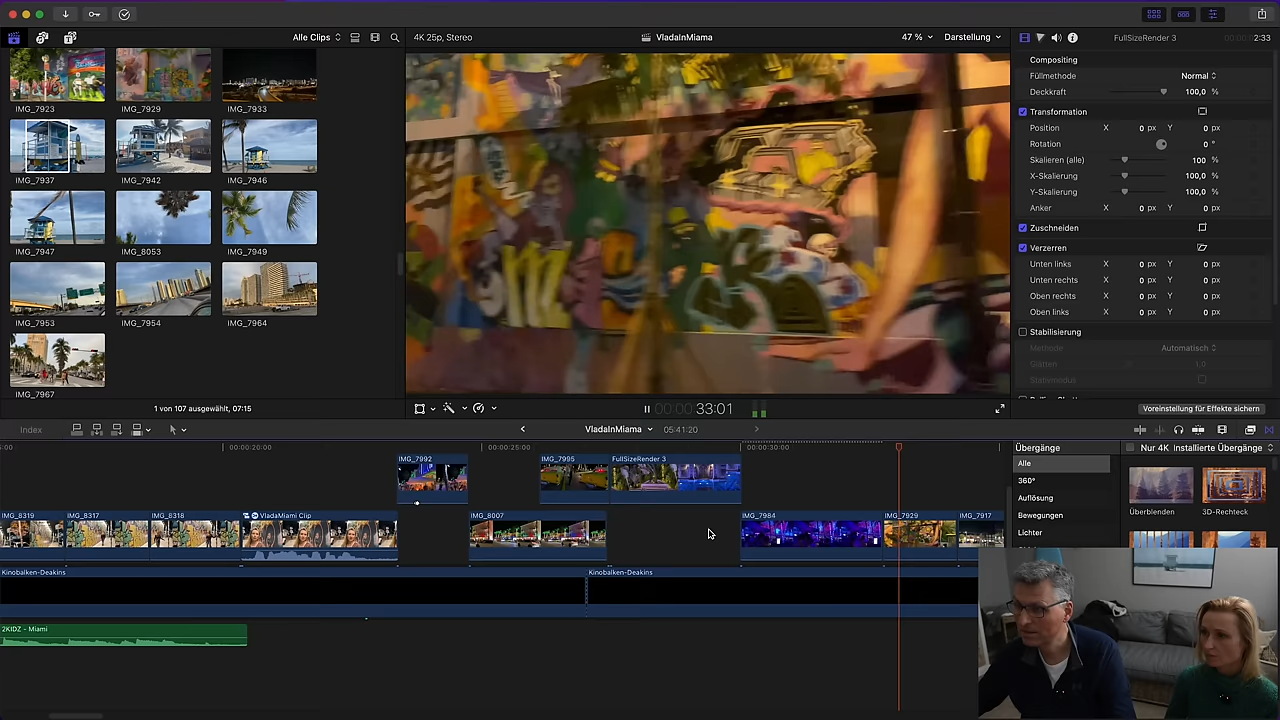 Alle Clips
4K 25p, Stereo
VladaInMiama
47 %
Darstellung
FullSizeRender 3
2:33
IMG_7923
IMG_7929
IMG_7933
IMG_7937
IMG_7942
IMG_7946
IMG_7947
IMG_8053
IMG_7949
IMG_7953
IMG_7954
IMG_7964
IMG_7967
1 von 107 ausgewählt, 07:15
Compositing
Füllmethode
Normal
Deckkraft
100,0 %
Transformation
Position
X
0 px
Y
0 px
Rotation
0 °
Skalieren (alle)
100 %
X-Skalierung
100,0 %
Y-Skalierung
100,0 %
Anker
X
0 px
Y
0 px
Zuschneiden
Verzerren
Unten links
X
0 px
Y
0 px
Unten rechts
X
0 px
Y
0 px
Oben rechts
X
0 px
Y
0 px
Oben links
X
0 px
Y
0 px
Stabilisierung
Methode
Automatisch
Glätten
1,0
Stativmodus
00:00:33:01
Voreinstellung für Effekte sichern
Index
VladaInMiama
05:41:20
00:00:20:00
00:00:25:00
00:00:30:00
IMG_7992
IMG_7995
FullSizeRender 3
IMG_8319
IMG_8317
IMG_8318
VladaMiami Clip
IMG_8007
IMG_7984
IMG_7929
IMG_7917
Kinobalken-Deakins
Kinobalken-Deakins
2KIDZ - Miami
Übergänge
Nur 4K
Installierte Übergänge
Alle
360°
Auflösung
Bewegungen
Lichter
Überblenden
3D-Rechteck